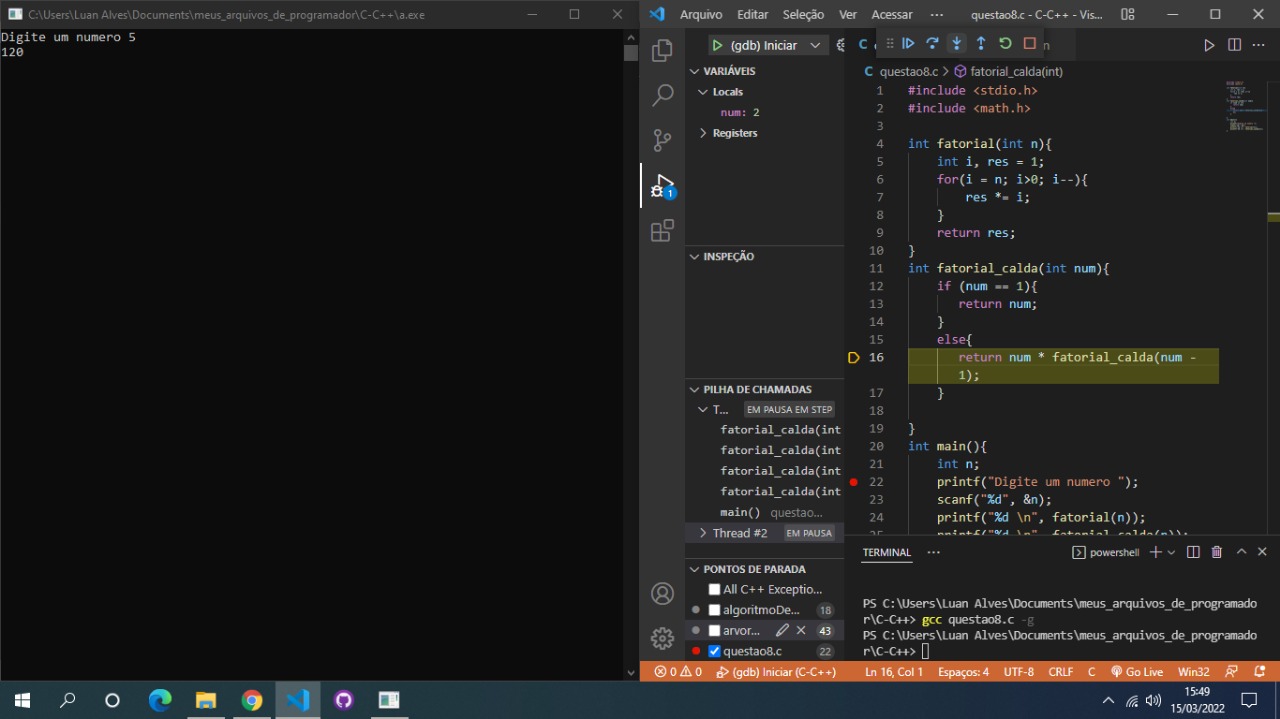 C:\Users\Luan Alves\Documents\meus_arquivos_de_programador\C-C++\a.exe
Digite um numero 5
120
Arquivo Editar Seleção Ver Acessar ··· questao8.c - C-C++ - Vis...
(gdb) Iniciar
VARIÁVEIS
Locals
num: 2
Registers
INSPEÇÃO
PILHA DE CHAMADAS
T... EM PAUSA EM STEP
fatorial_calda(int
fatorial_calda(int
fatorial_calda(int
fatorial_calda(int
main() questao...
Thread #2 EM PAUSA
PONTOS DE PARADA
All C++ Exceptio...
algoritmoDe... 18
arvor... 43
questao8.c 22
1
C questao8.c > fatorial_calda(int)
1 #include <stdio.h>
2 #include <math.h>
3
4 int fatorial(int n){
5 int i, res = 1;
6 for(i = n; i>0; i--){
7 res *= i;
8 }
9 return res;
10 }
11 int fatorial_calda(int num){
12 if (num == 1){
13 return num;
14 }
15 else{
16 return num * fatorial_calda(num -
1);
17 }
18
19 }
20 int main(){
21 int n;
22 printf("Digite um numero ");
23 scanf("%d", &n);
24 printf("%d \n", fatorial(n));
25 printf("%d \n", fatorial_calda(n));
TERMINAL ··· powershell
PS C:\Users\Luan Alves\Documents\meus_arquivos_de_programado
r\C-C++> gcc questao8.c -g
PS C:\Users\Luan Alves\Documents\meus_arquivos_de_programado
r\C-C++>
0 0 (gdb) Iniciar (C-C++) Ln 16, Col 1 Espaços: 4 UTF-8 CRLF C Go Live Win32
15:49
15/03/2022